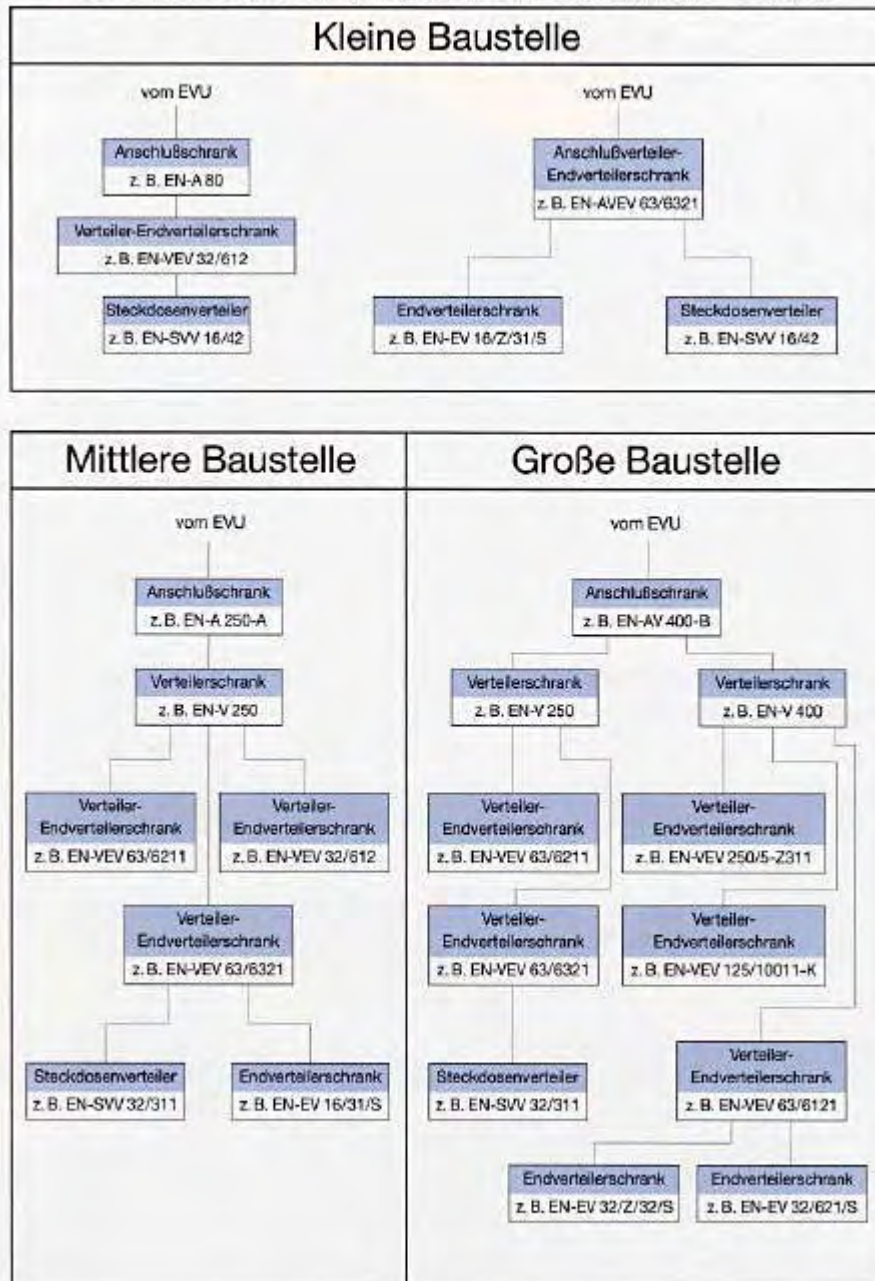 Kleine Baustelle
vom EVU
Anschlußschrank
z. B. EN-A 80
Verteiler-Endverteilerschrank
z. B. EN-VEV 32/612
Steckdosenverteiler
z. B. EN-SVV 16/42
vom EVU
Anschlußverteiler-
Endverteilerschrank
z. B. EN-AVEV 63/6321
Endverteilerschrank
z. B. EN-EV 16/Z/31/S
Steckdosenverteiler
z. B. EN-SVV 16/42
Mittlere Baustelle
vom EVU
Anschlußschrank
z. B. EN-A 250-A
Verteilerschrank
z. B. EN-V 250
Verteiler-
Endverteilerschrank
z. B. EN-VEV 63/6211
Verteiler-
Endverteilerschrank
z. B. EN-VEV 32/612
Verteiler-
Endverteilerschrank
z. B. EN-VEV 63/6321
Steckdosenverteiler
z. B. EN-SVV 32/311
Endverteilerschrank
z. B. EN-EV 16/31/S
Große Baustelle
vom EVU
Anschlußschrank
z. B. EN-AV 400-B
Verteilerschrank
z. B. EN-V 250
Verteilerschrank
z. B. EN-V 400
Verteiler-
Endverteilerschrank
z. B. EN-VEV 63/6211
Verteiler-
Endverteilerschrank
z. B. EN-VEV 250/5-Z311
Verteiler-
Endverteilerschrank
z. B. EN-VEV 63/6321
Verteiler-
Endverteilerschrank
z. B. EN-VEV 125/10011-K
Steckdosenverteiler
z. B. EN-SVV 32/311
Verteiler-
Endverteilerschrank
z. B. EN-VEV 63/6121
Endverteilerschrank
z. B. EN-EV 32/Z/32/S
Endverteilerschrank
z. B. EN-EV 32/621/S